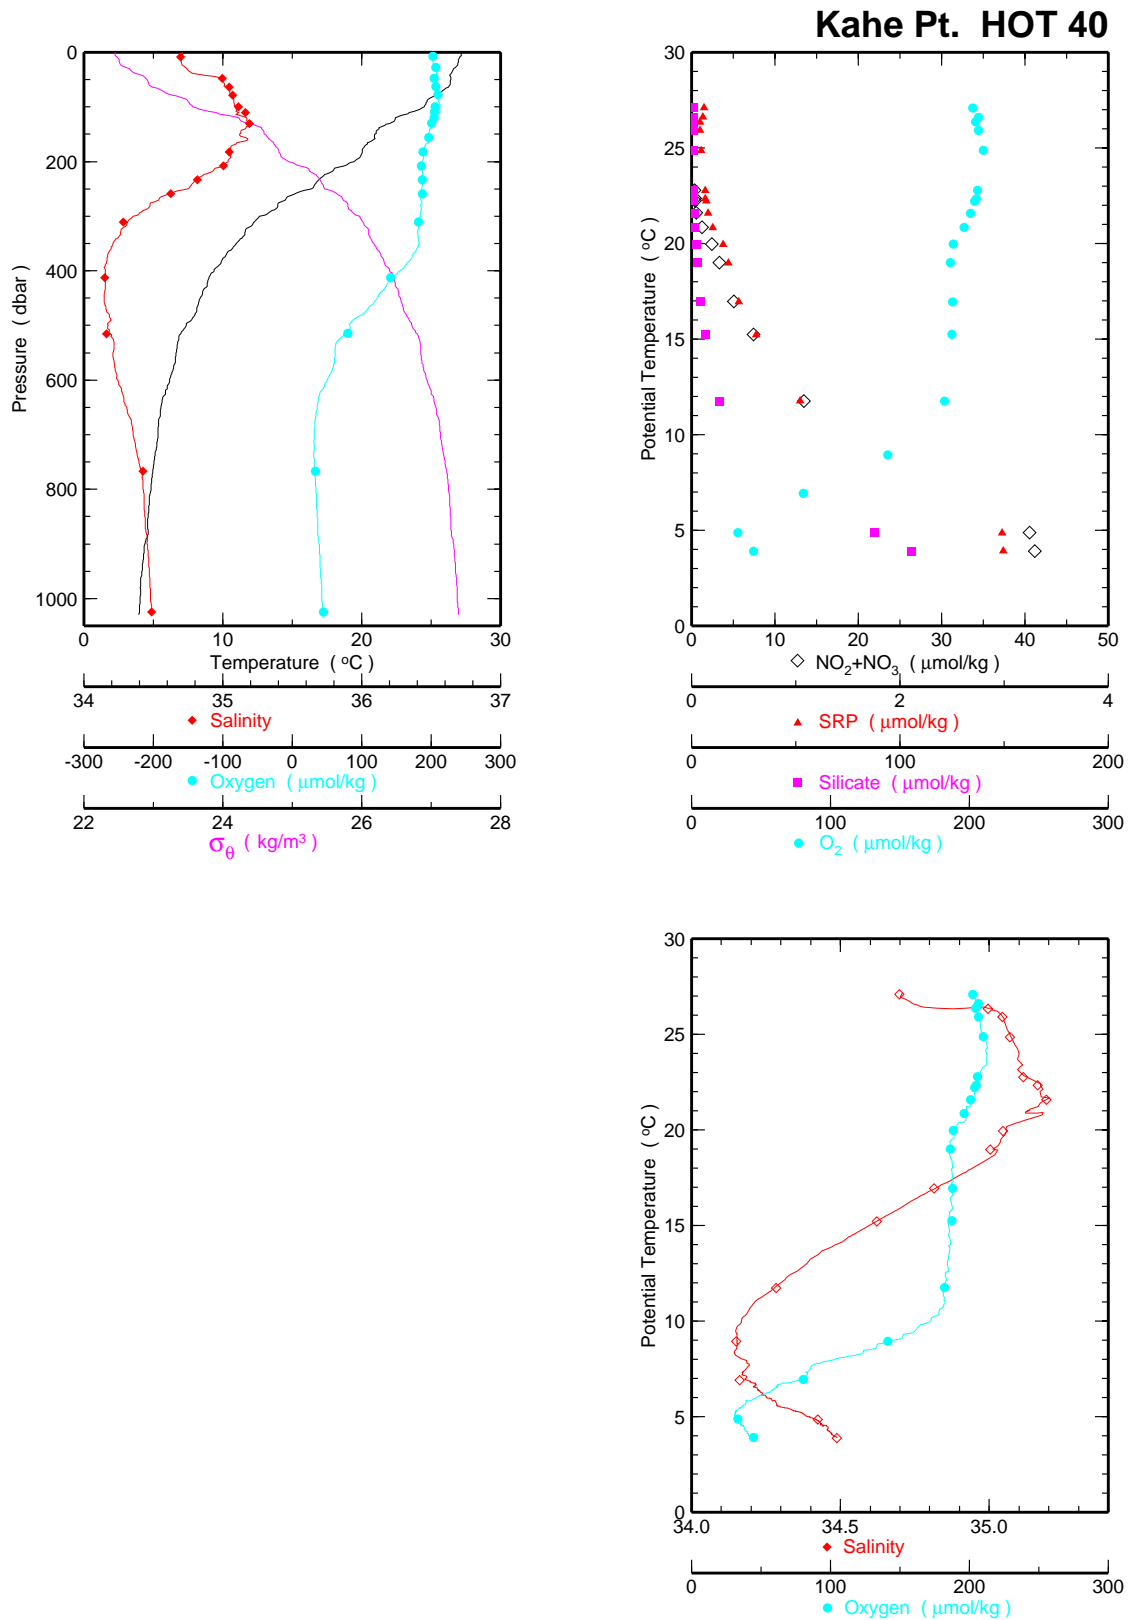 Kahe Pt. HOT 40
0
200
400
600
800
1000
Pressure ( dbar )
0 10 20 30
Temperature ( °C )
34 35 36 37
Salinity
-300 -200 -100 0 100 200 300
Oxygen ( μmol/kg )
22 24 26 28
σθ ( kg/m³ )
30
25
20
15
10
5
0
Potential Temperature ( °C )
0 10 20 30 40 50
NO₂+NO₃ ( μmol/kg )
0 2 4
SRP ( μmol/kg )
0 100 200
Silicate ( μmol/kg )
0 100 200 300
O₂ ( μmol/kg )
30
25
20
15
10
5
0
Potential Temperature ( °C )
34.0 34.5 35.0
Salinity
0 100 200 300
Oxygen ( μmol/kg )